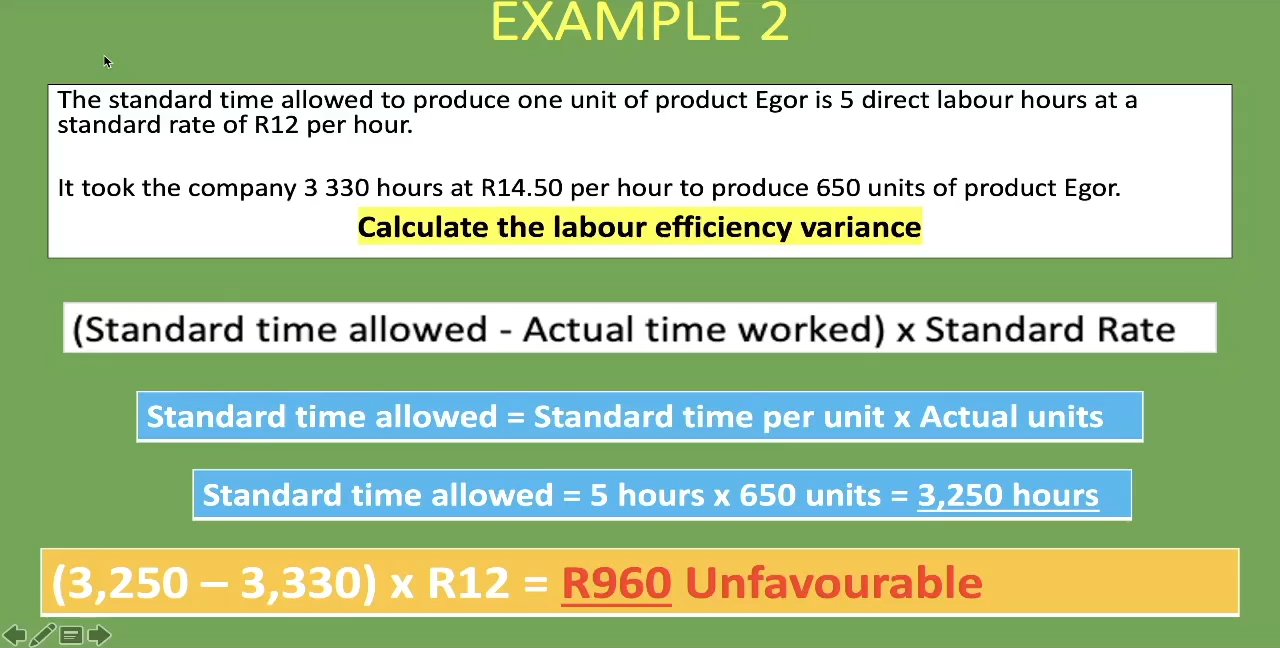 EXAMPLE 2
The standard time allowed to produce one unit of product Egor is 5 direct labour hours at a
standard rate of R12 per hour.
It took the company 3 330 hours at R14.50 per hour to produce 650 units of product Egor.
Calculate the labour efficiency variance
(Standard time allowed - Actual time worked) x Standard Rate
Standard time allowed = Standard time per unit x Actual units
Standard time allowed = 5 hours x 650 units = 3,250 hours
(3,250 – 3,330) x R12 = R960 Unfavourable